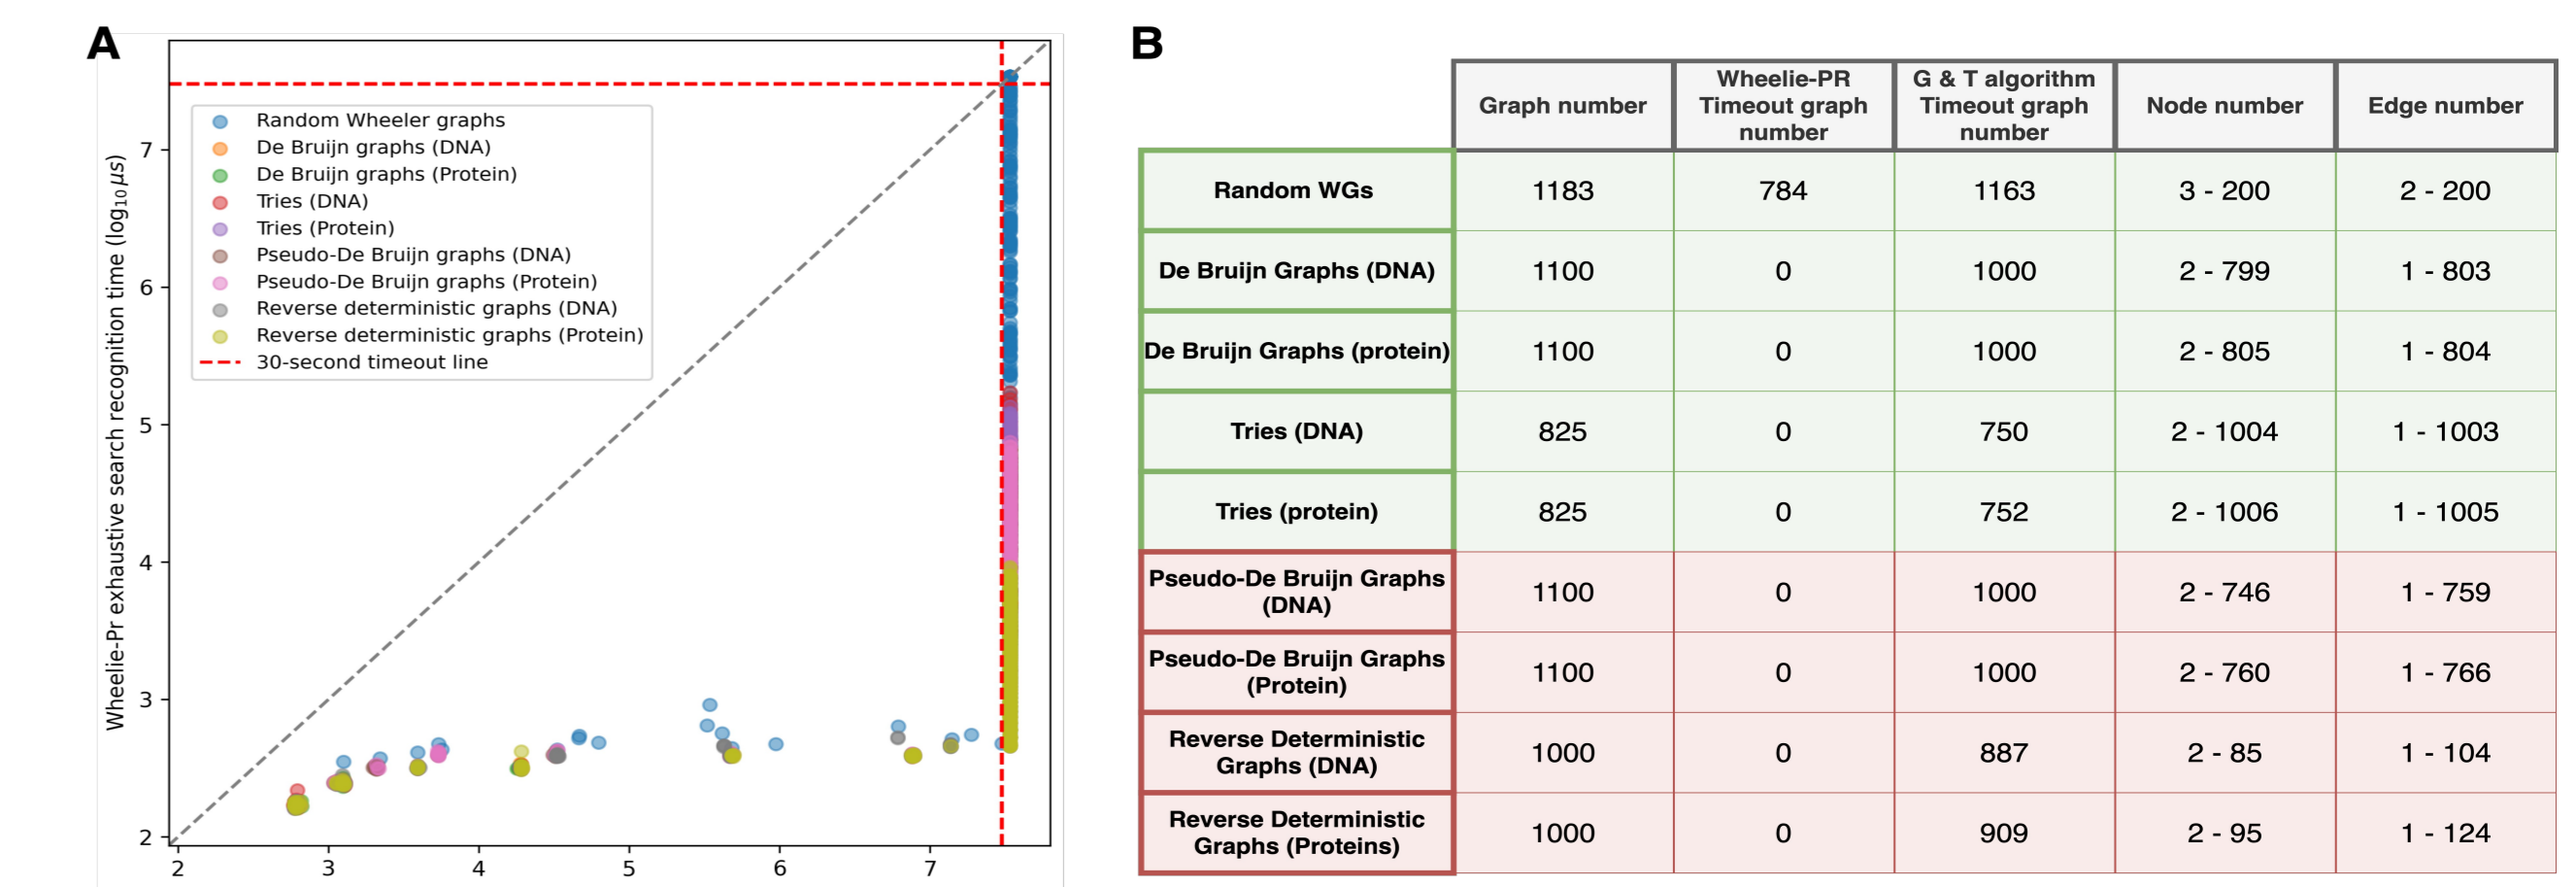 A
Wheelie-Pr exhaustive search recognition time (log₁₀μs)
7
6
5
4
3
2
2 3 4 5 6 7
Random Wheeler graphs
De Bruijn graphs (DNA)
De Bruijn graphs (Protein)
Tries (DNA)
Tries (Protein)
Pseudo-De Bruijn graphs (DNA)
Pseudo-De Bruijn graphs (Protein)
Reverse deterministic graphs (DNA)
Reverse deterministic graphs (Protein)
30-second timeout line
B
Graph number
Wheelie-PR
Timeout graph
number
G & T algorithm
Timeout graph
number
Node number
Edge number
Random WGs 1183 784 1163 3 - 200 2 - 200
De Bruijn Graphs (DNA) 1100 0 1000 2 - 799 1 - 803
De Bruijn Graphs (protein) 1100 0 1000 2 - 805 1 - 804
Tries (DNA) 825 0 750 2 - 1004 1 - 1003
Tries (protein) 825 0 752 2 - 1006 1 - 1005
Pseudo-De Bruijn Graphs
(DNA) 1100 0 1000 2 - 746 1 - 759
Pseudo-De Bruijn Graphs
(Protein) 1100 0 1000 2 - 760 1 - 766
Reverse Deterministic
Graphs (DNA) 1000 0 887 2 - 85 1 - 104
Reverse Deterministic
Graphs (Proteins) 1000 0 909 2 - 95 1 - 124